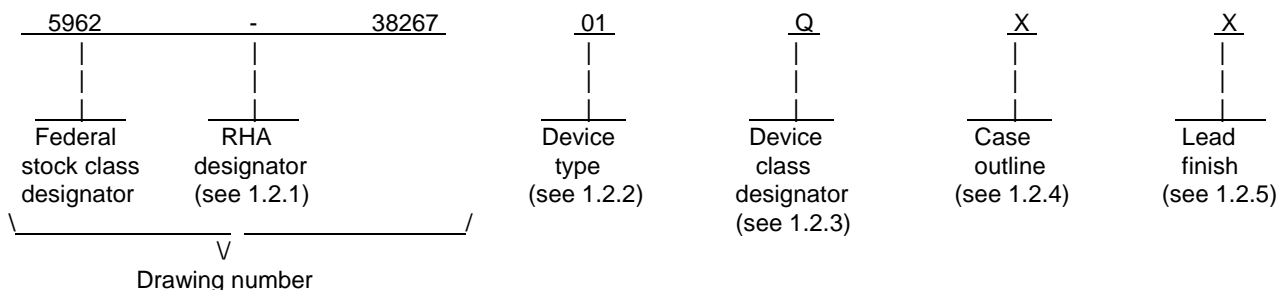 5962 - 38267 01 Q X X
Federal stock class designator
RHA designator (see 1.2.1)
Device type (see 1.2.2)
Device class designator (see 1.2.3)
Case outline (see 1.2.4)
Lead finish (see 1.2.5)
Drawing number